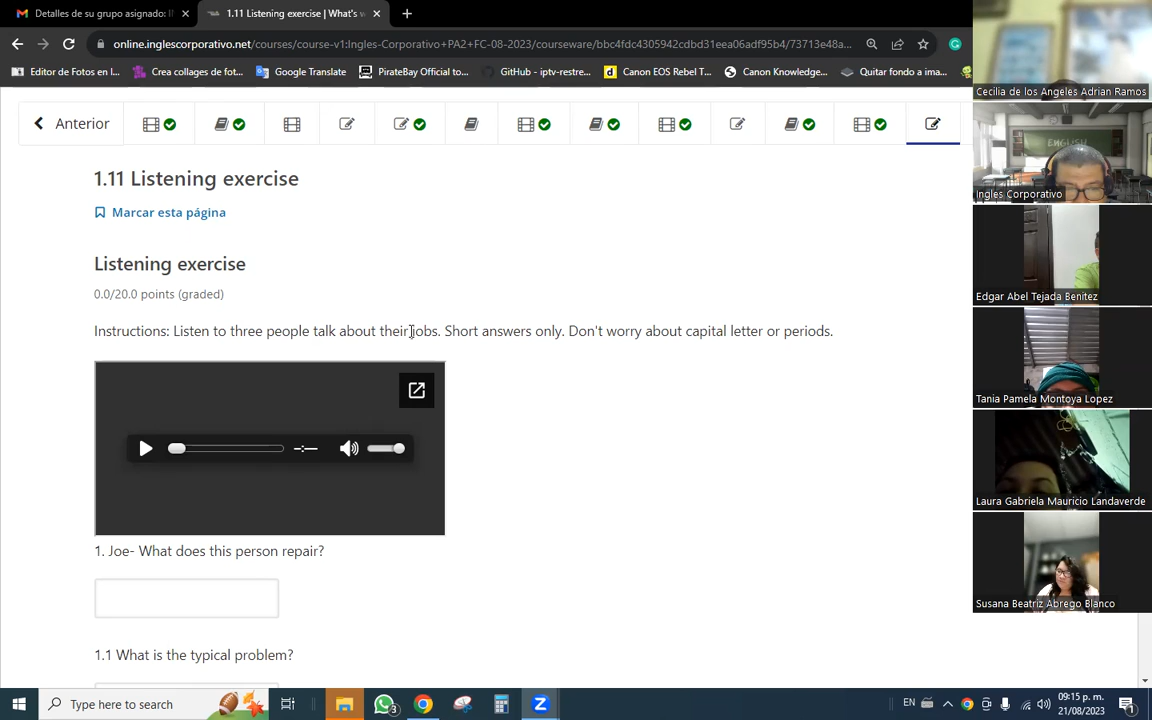 Detalles de su grupo asignado: I
1.11 Listening exercise | What's v
online.inglescorporativo.net/courses/course-v1:Ingles-Corporativo+PA2+FC-08-2023/courseware/bbc4fdc4305942cdbd31eea06adf95b4/73713e48a...
Editor de Fotos en l...
Crea collages de fot...
Google Translate
PirateBay Official to...
GitHub - iptv-restre...
Canon EOS Rebel T...
Canon Knowledge...
Quitar fondo a ima...
Anterior
1.11 Listening exercise
Marcar esta página
Listening exercise
0.0/20.0 points (graded)
Instructions: Listen to three people talk about their jobs. Short answers only. Don't worry about capital letter or periods.
-:--
1. Joe- What does this person repair?
1.1 What is the typical problem?
Cecilia de los Angeles Adrian Ramos
ENGLISH
Ingles Corporativo
Edgar Abel Tejada Benitez
Tania Pamela Montoya Lopez
Laura Gabriela Mauricio Landaverde
Susana Beatriz Abrego Blanco
Type here to search
3
EN
09:15 p. m.
21/08/2023
1